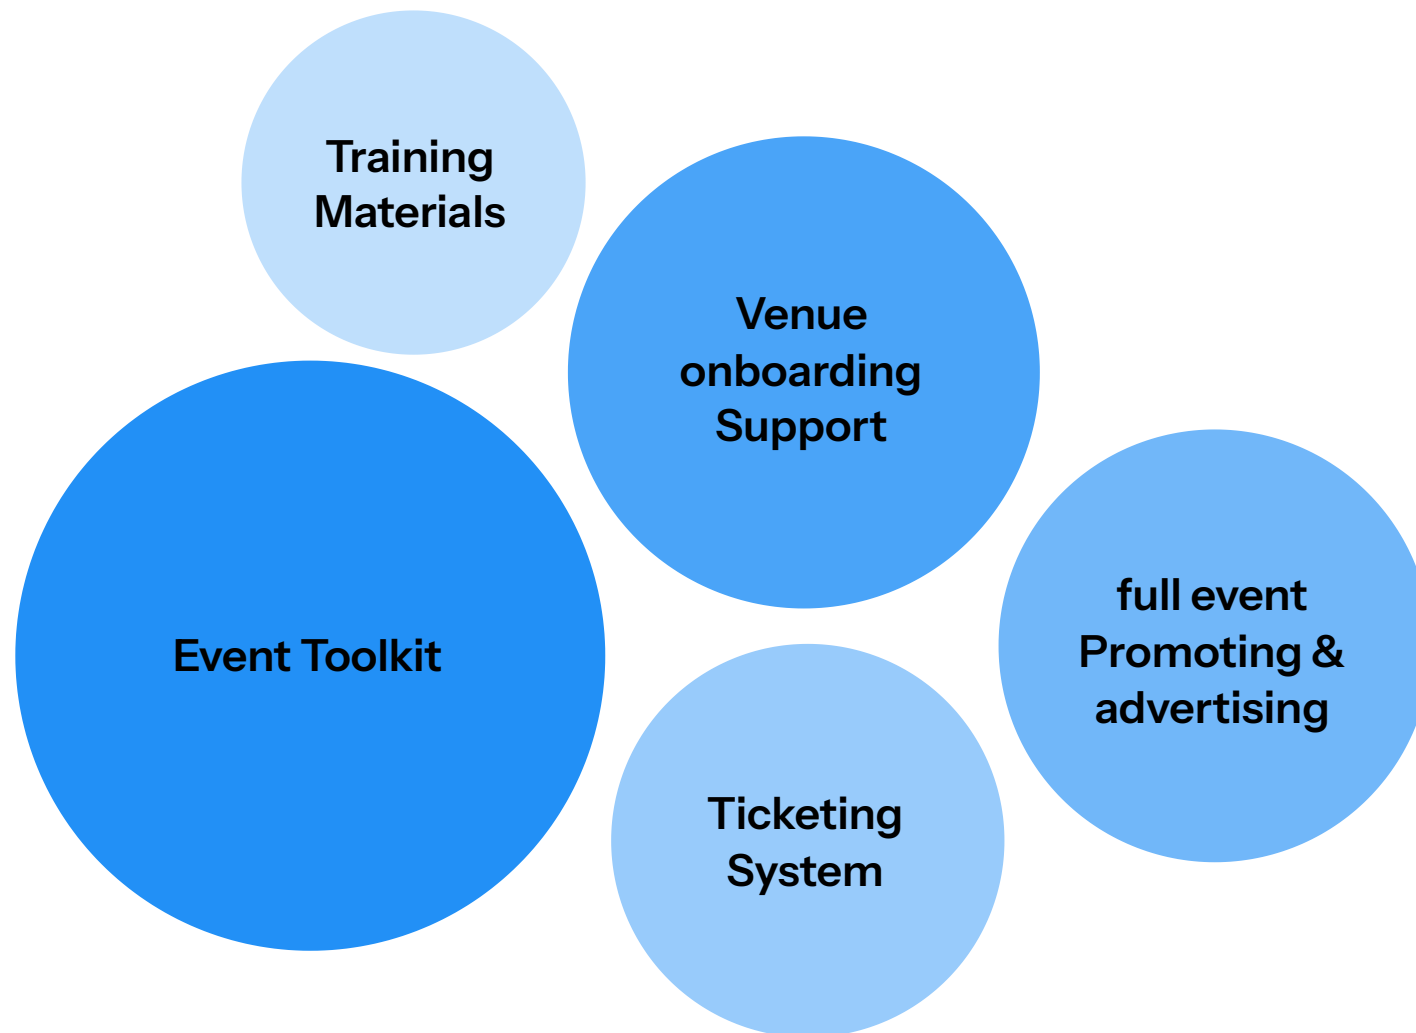 Training
Materials
Venue
onboarding
Support
Event Toolkit
full event
Promoting &
advertising
Ticketing
System